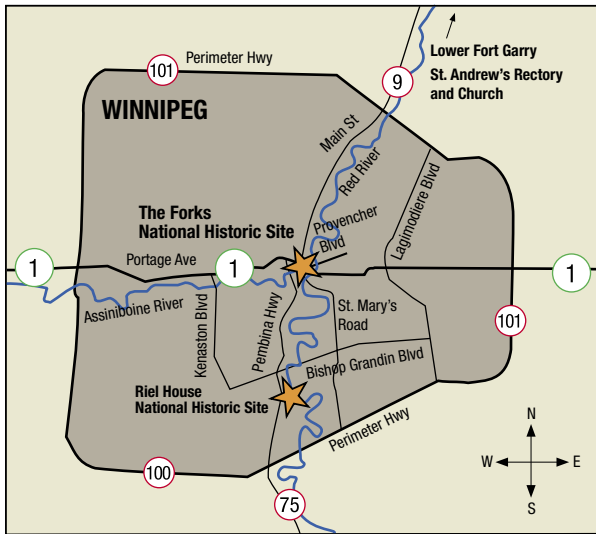 101
Perimeter Hwy
Lower Fort Garry
St. Andrew's Rectory
and Church
9
WINNIPEG
Main St
Red River
Lagimodiere Blvd
The Forks
National Historic Site
Provencher
Blvd
1
Portage Ave
1
1
Assiniboine River
Kenaston Blvd
Pembina Hwy
St. Mary's
Road
101
Bishop Grandin Blvd
Riel House
National Historic Site
Perimeter Hwy
100
75
N
W
E
S